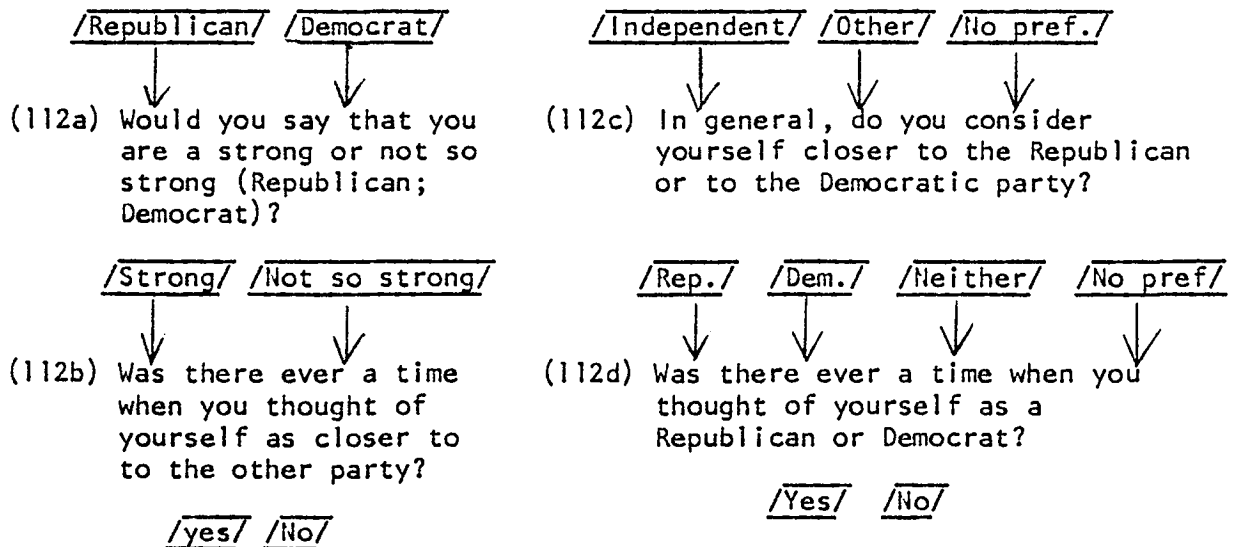 /Republican/ /Democrat/
(112a) Would you say that you
are a strong or not so
strong (Republican;
Democrat)?
/Strong/ /Not so strong/
(112b) Was there ever a time
when you thought of
yourself as closer to
to the other party?
/yes/ /No/
/Independent/ /Other/ /No pref./
(112c) In general, do you consider
yourself closer to the Republican
or to the Democratic party?
/Rep./ /Dem./ /Neither/ /No pref/
(112d) Was there ever a time when you
thought of yourself as a
Republican or Democrat?
/Yes/ /No/